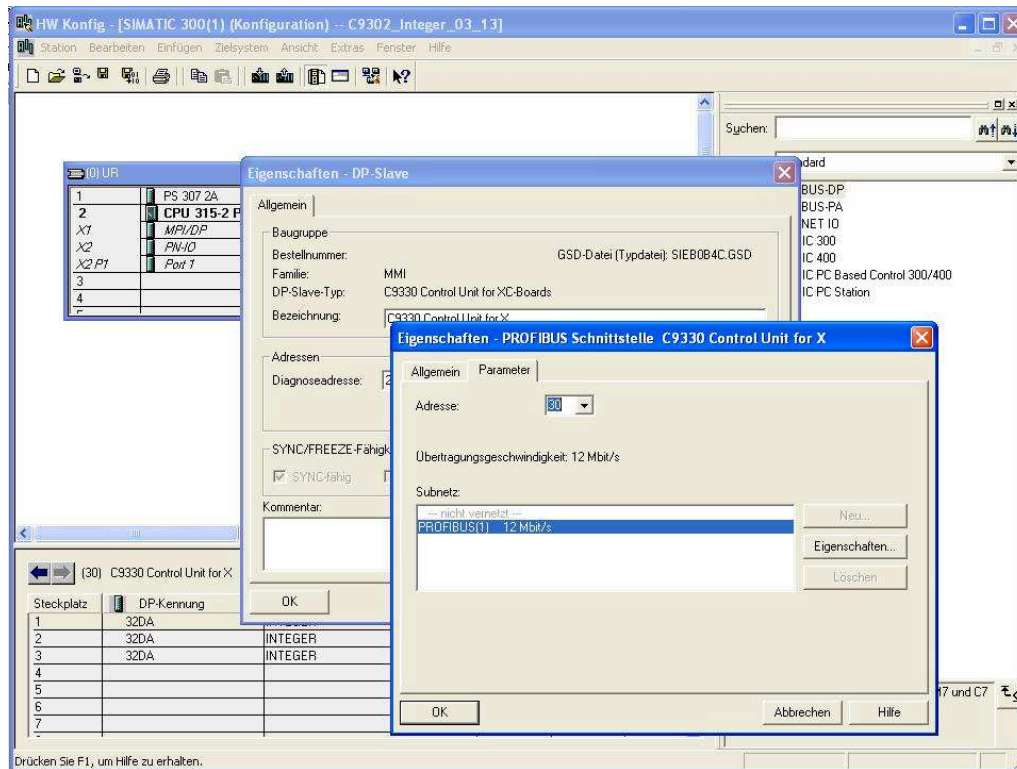 HW Konfig - [SIMATIC 300(1) (Konfiguration) -- C9302_Integer_03_13]
Station Bearbeiten Einfügen Zielsystem Ansicht Extras Fenster Hilfe
Suchen:
(0) UR
1 PS 307 2A
2 CPU 315-2 P
X1 MPI/DP
X2 PN-IO
X2 P1 Port 1
3
4
BUS-DP
BUS-PA
NET IO
IC 300
IC 400
IC PC Based Control 300/400
IC PC Station
Eigenschaften - DP-Slave
Allgemein
Baugruppe
Bestellnummer: GSD-Datei (Typdatei): SIEB0B4C.GSD
Familie: MMI
DP-Slave-Typ: C9330 Control Unit for XC-Boards
Bezeichnung: C9330 Control Unit for X
Adressen
Diagnoseadresse: 2
SYNC/FREEZE-Fähigk
SYNC-fähig
Kommentar:
OK
Eigenschaften - PROFIBUS Schnittstelle C9330 Control Unit for X
Allgemein Parameter
Adresse: 30
Übertragungsgeschwindigkeit: 12 Mbit/s
Subnetz:
--- nicht vernetzt ---
PROFIBUS(1) 12 Mbit/s
Neu...
Eigenschaften...
Löschen
OK Abbrechen Hilfe
(30) C9330 Control Unit for X
Steckplatz DP-Kennung
1 32DA INTEGER
2 32DA INTEGER
3 32DA INTEGER
4
5
6
7
17 und C7
Drücken Sie F1, um Hilfe zu erhalten.